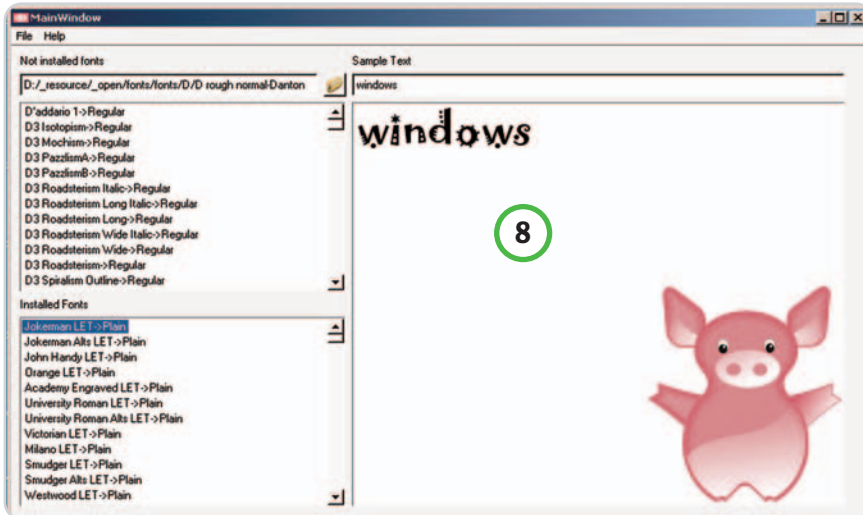 MainWindow
File Help
Not installed fonts
D:/_resource/_open/fonts/fonts/D/D rough normal-Danton
D'addario 1->Regular
D3 Isotopism->Regular
D3 Mochism->Regular
D3 PazzlismA->Regular
D3 PazzlismB->Regular
D3 Roadsterism Italic->Regular
D3 Roadsterism Long Italic->Regular
D3 Roadsterism Long->Regular
D3 Roadsterism Wide Italic->Regular
D3 Roadsterism Wide->Regular
D3 Roadsterism->Regular
D3 Spiralism Outline->Regular
Installed Fonts
Jokerman LET->Plain
Jokerman Alts LET->Plain
John Handy LET->Plain
Orange LET->Plain
Academy Engraved LET->Plain
University Roman LET->Plain
University Roman Alts LET->Plain
Victorian LET->Plain
Milano LET->Plain
Smudger LET->Plain
Smudger Alts LET->Plain
Westwood LET->Plain
Sample Text
windows
windows
8